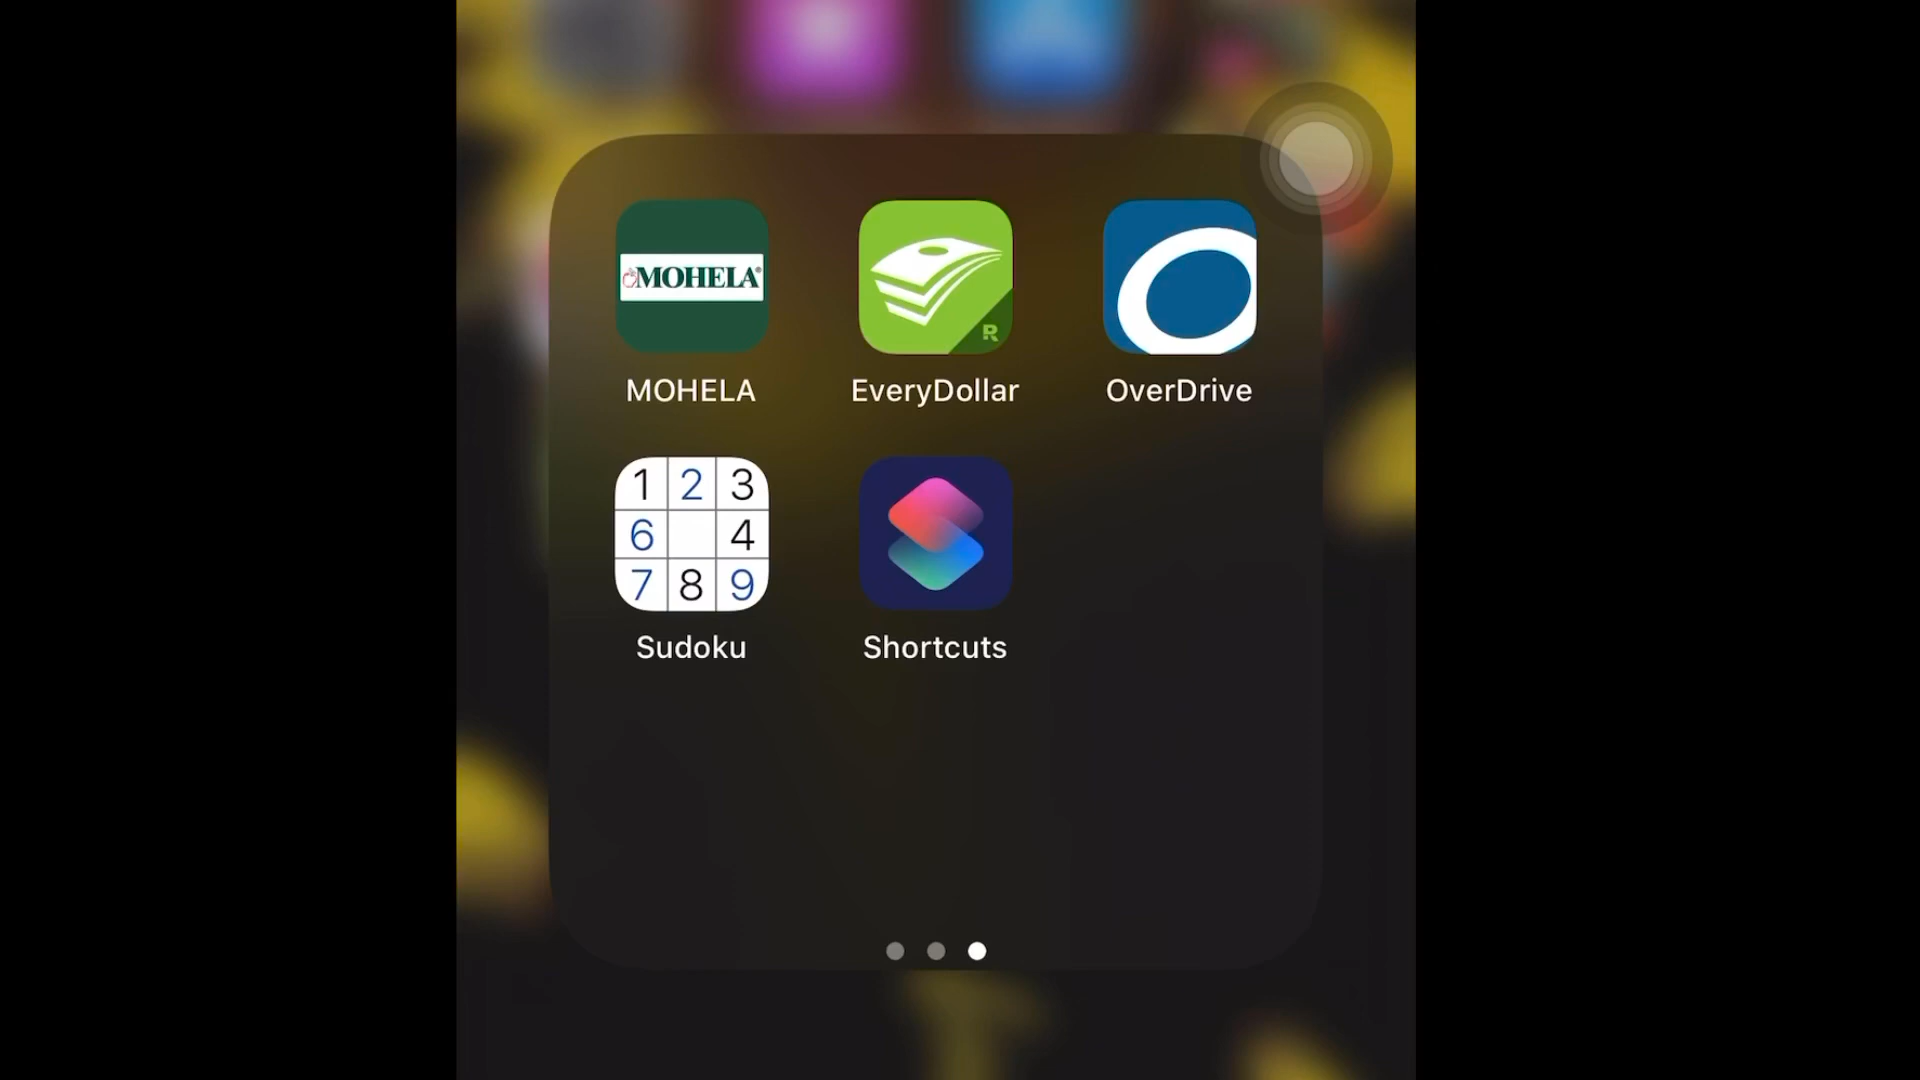 MOHELA®
R
MOHELA
EveryDollar
OverDrive
1 2 3
6 4
7 8 9
Sudoku
Shortcuts